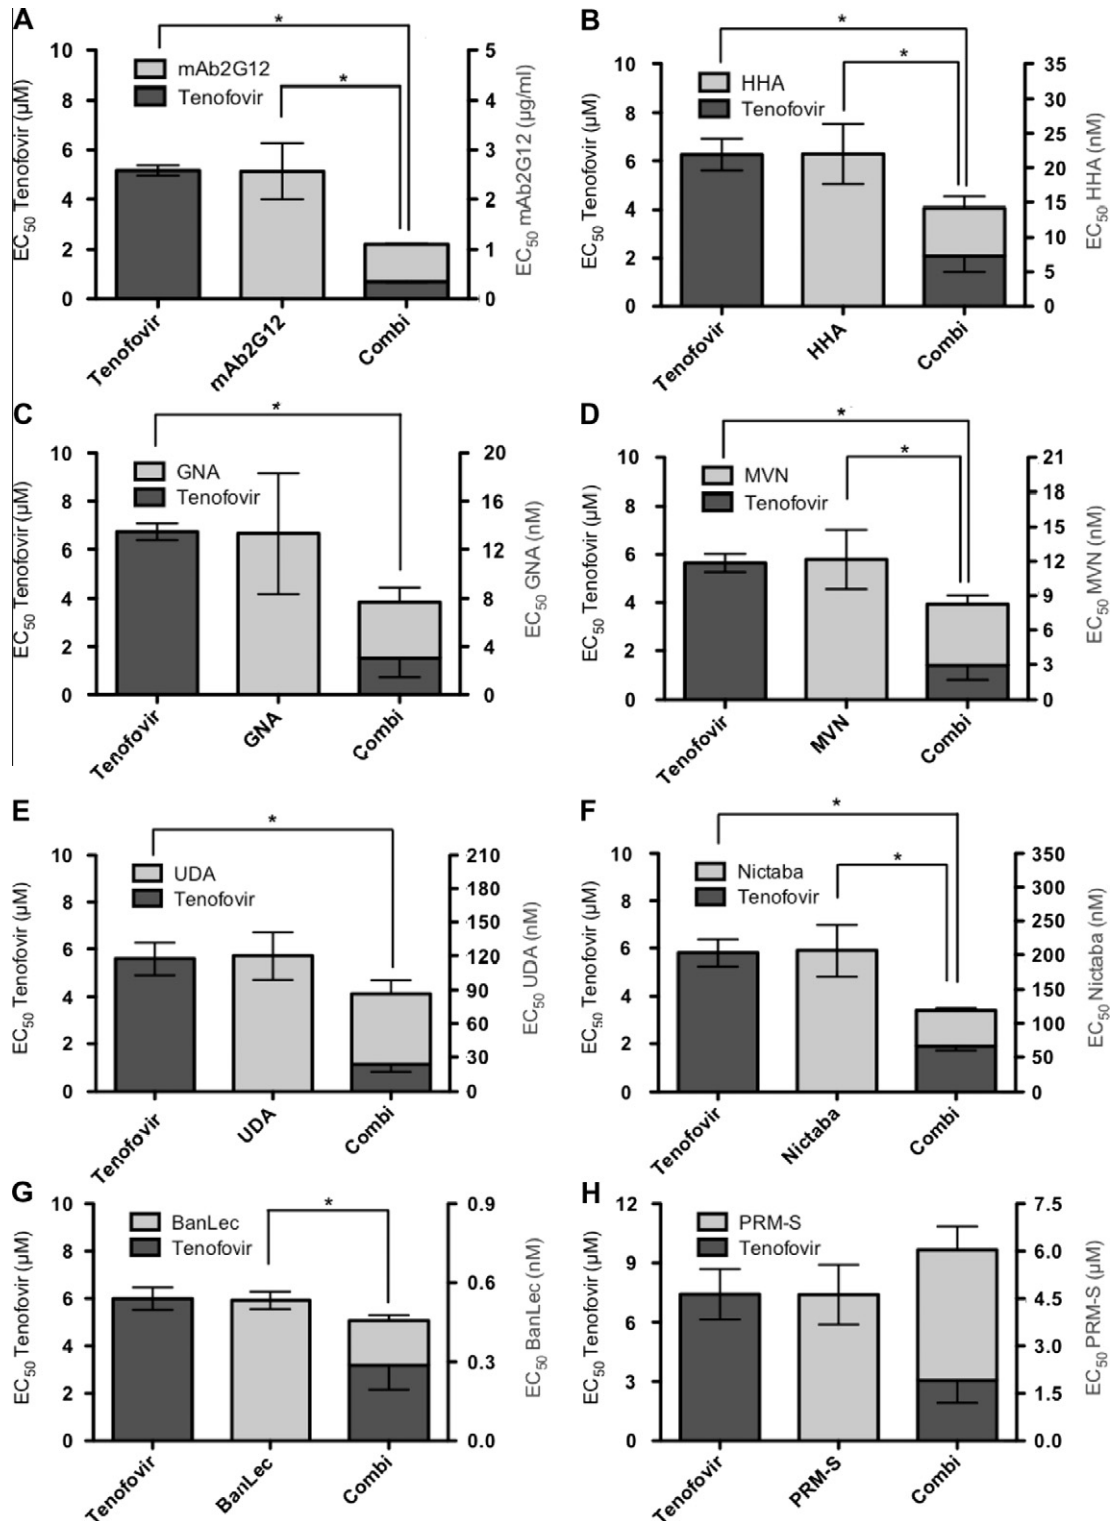 A
*
*
mAb2G12
Tenofovir
EC50 Tenofovir (µM)
10
8
6
4
2
0
EC50 mAb2G12 (µg/ml)
5
4
3
2
1
0
Tenofovir
mAb2G12
Combi
B
*
*
HHA
Tenofovir
EC50 Tenofovir (µM)
10
8
6
4
2
0
EC50 HHA (nM)
35
30
25
20
15
10
5
0
Tenofovir
HHA
Combi
C
*
GNA
Tenofovir
EC50 Tenofovir (µM)
10
8
6
4
2
0
EC50 GNA (nM)
20
16
12
8
4
0
Tenofovir
GNA
Combi
D
*
*
MVN
Tenofovir
EC50 Tenofovir (µM)
10
8
6
4
2
0
EC50 MVN (nM)
21
18
15
12
9
6
3
0
Tenofovir
MVN
Combi
E
*
UDA
Tenofovir
EC50 Tenofovir (µM)
10
8
6
4
2
0
EC50 UDA (nM)
210
180
150
120
90
60
30
0
Tenofovir
UDA
Combi
F
*
*
Nictaba
Tenofovir
EC50 Tenofovir (µM)
10
8
6
4
2
0
EC50 Nictaba (nM)
350
300
250
200
150
100
50
0
Tenofovir
Nictaba
Combi
G
*
BanLec
Tenofovir
EC50 Tenofovir (µM)
10
8
6
4
2
0
EC50 BanLec (nM)
0.9
0.6
0.3
0.0
Tenofovir
BanLec
Combi
H
PRM-S
Tenofovir
EC50 Tenofovir (µM)
12
9
6
3
0
EC50 PRM-S (µM)
7.5
6.0
4.5
3.0
1.5
0.0
Tenofovir
PRM-S
Combi